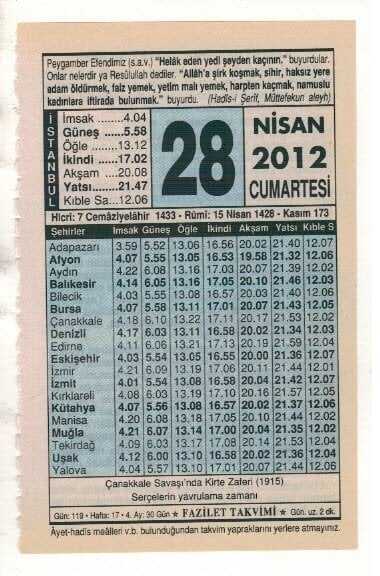 Peygamber Efendimiz (s.a.v.) "Helâk eden yedi şeyden kaçının." buyurdular.
Onlar nelerdir ya Resûlullah dediler. "Allâh'a şirk koşmak, sihir, haksız yere
adam öldürmek, faiz yemek, yetim malı yemek, harpten kaçmak, namuslu
kadınlara iftirada bulunmak." buyurdu. (Hadîs-i Şerif, Müttefekun aleyh)
İSTANBUL
İmsak ......... 4.04
Güneş ...... 5.58
Öğle ......... 13.12
İkindi ....... 17.02
Akşam ..... 20.08
Yatsı........ 21.47
Kıble Sa... 12.06
28
NİSAN
2012
CUMARTESİ
Hicrî: 7 Cemâziyelâhir 1433 - Rûmî: 15 Nisan 1428 - Kasım 173
Şehirler İmsak Güneş Öğle İkindi Akşam Yatsı Kıble S
Adapazarı 3.59 5.52 13.06 16.56 20.02 21.40 12.07
Afyon 4.07 5.55 13.05 16.53 19.58 21.32 12.06
Aydın 4.22 6.08 13.16 17.03 20.07 21.39 12.02
Balıkesir 4.14 6.05 13.16 17.05 20.10 21.46 12.03
Bilecik 4.03 5.55 13.08 16.57 20.03 21.40 12.06
Bursa 4.07 5.58 13.11 17.01 20.07 21.43 12.05
Çanakkale 4.18 6.10 13.22 17.11 20.17 21.53 12.02
Denizli 4.17 6.03 13.11 16.58 20.02 21.34 12.03
Edirne 4.11 6.06 13.21 17.13 20.19 21.59 12.04
Eskişehir 4.03 5.54 13.05 16.55 20.00 21.36 12.07
İzmir 4.21 6.09 13.19 17.06 20.11 21.44 12.01
İzmit 4.01 5.54 13.08 16.58 20.04 21.42 12.07
Kırklareli 4.08 6.03 13.19 17.10 20.16 21.57 12.05
Kütahya 4.07 5.56 13.08 16.57 20.02 21.37 12.06
Manisa 4.20 6.08 13.18 17.05 20.10 21.44 12.02
Muğla 4.21 6.07 13.14 17.00 20.04 21.35 12.02
Tekirdağ 4.09 6.03 13.17 17.08 20.14 21.53 12.04
Uşak 4.12 6.00 13.10 16.58 20.02 21.36 12.04
Yalova 4.04 5.57 13.10 17.01 20.07 21.44 12.06
Çanakkale Savaşı'nda Kirte Zaferi (1915)
Serçelerin yavrulama zamanı
Gün: 119 • Hafta: 17 • 4. Ay: 30 Gün ★ FAZİLET TAKVİMİ ★ Gün. uz. 2 dk.
Âyet-hadîs meâlleri v.b. bulunduğundan takvim yapraklarını yerlere atmayınız.